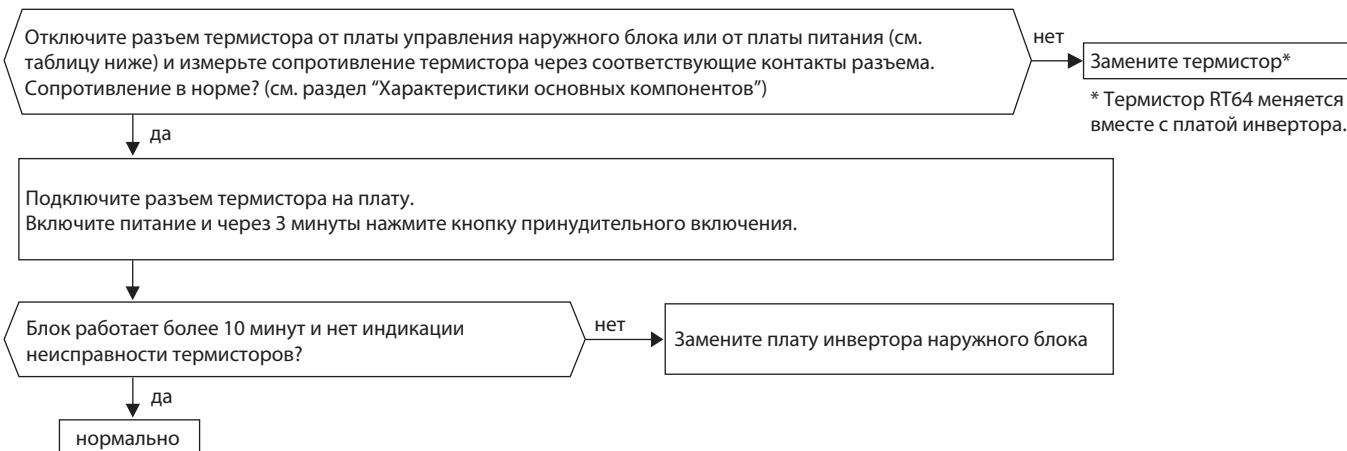 Отключите разъем термистора от платы управления наружного блока или от платы питания (см.
таблицу ниже) и измерьте сопротивление термистора через соответствующие контакты разъема.
Сопротивление в норме? (см. раздел “Характеристики основных компонентов”)
нет
Замените термистор*
* Термистор RT64 меняется
вместе с платой инвертора.
да
Подключите разъем термистора на плату.
Включите питание и через 3 минуты нажмите кнопку принудительного включения.
Блок работает более 10 минут и нет индикации
неисправности термисторов?
нет
Замените плату инвертора наружного блока
да
нормально